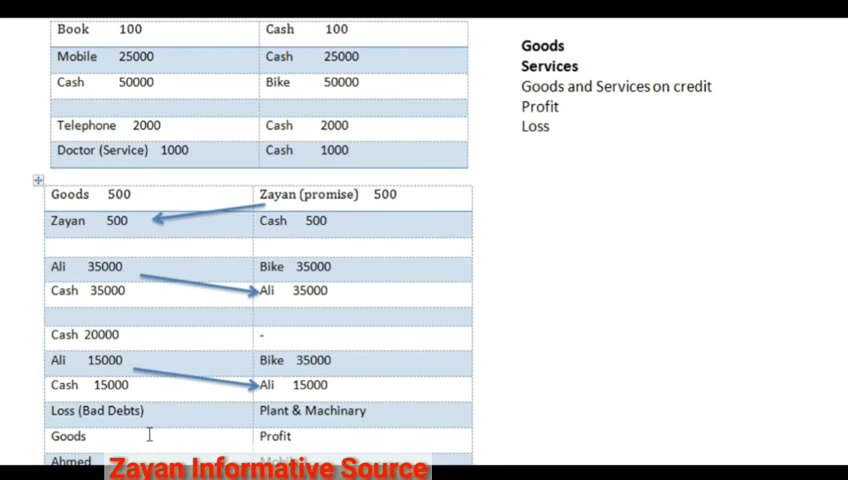 Book 100 Cash 100
Mobile 25000 Cash 25000
Cash 50000 Bike 50000
Telephone 2000 Cash 2000
Doctor (Service) 1000 Cash 1000
Goods
Services
Goods and Services on credit
Profit
Loss
Goods 500 Zayan (promise) 500
Zayan 500 Cash 500
Ali 35000 Bike 35000
Cash 35000 Ali 35000
Cash 20000 -
Ali 15000 Bike 35000
Cash 15000 Ali 15000
Loss (Bad Debts) Plant & Machinary
Goods Profit
Ahmed Mobile
Zayan Informative Source